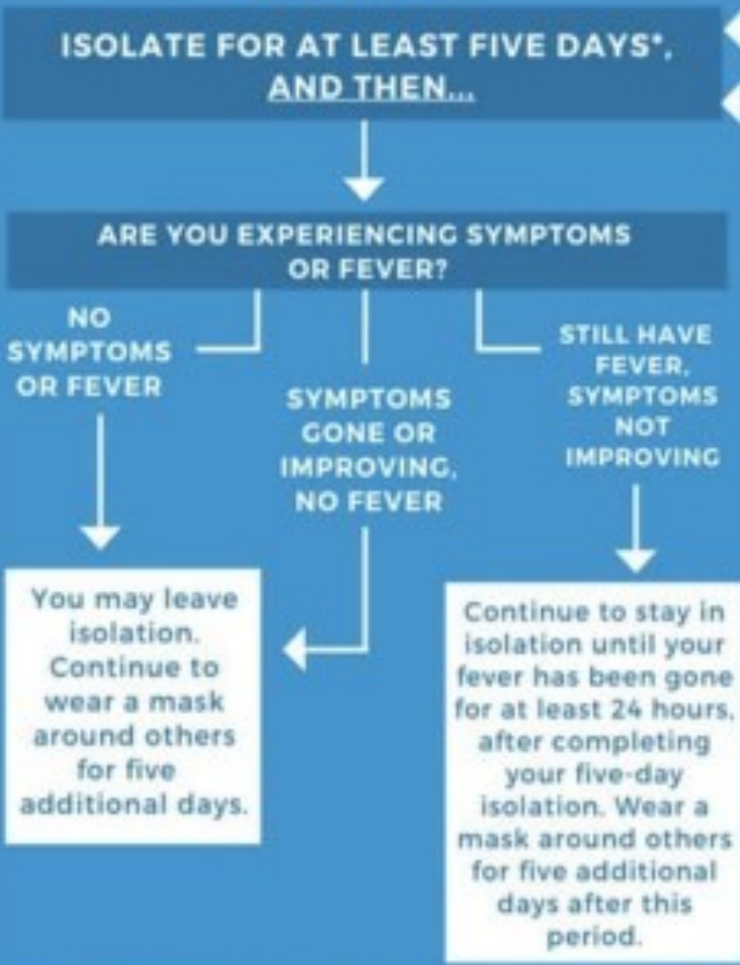 ISOLATE FOR AT LEAST FIVE DAYS*,
AND THEN...
ARE YOU EXPERIENCING SYMPTOMS
OR FEVER?
NO
SYMPTOMS
OR FEVER
SYMPTOMS
GONE OR
IMPROVING,
NO FEVER
STILL HAVE
FEVER,
SYMPTOMS
NOT
IMPROVING
You may leave
isolation.
Continue to
wear a mask
around others
for five
additional days.
Continue to stay in
isolation until your
fever has been gone
for at least 24 hours,
after completing
your five-day
isolation. Wear a
mask around others
for five additional
days after this
period.